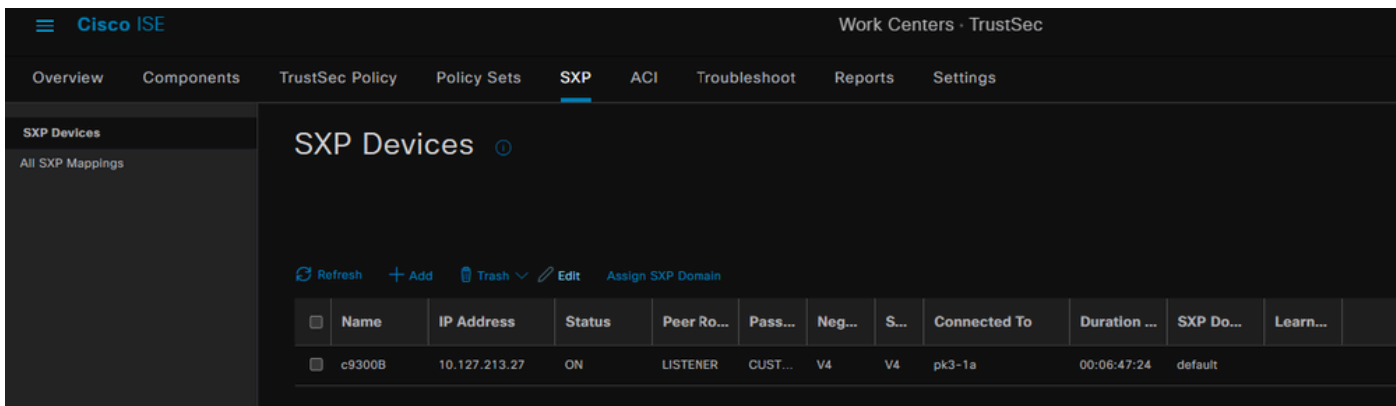 Cisco ISE Work Centers · TrustSec
Overview Components TrustSec Policy Policy Sets SXP ACI Troubleshoot Reports Settings
SXP Devices
All SXP Mappings
SXP Devices
Refresh Add Trash Edit Assign SXP Domain
Name IP Address Status Peer Ro... Pass... Neg... S... Connected To Duration ... SXP Do... Learn...
c9300B 10.127.213.27 ON LISTENER CUST... V4 V4 pk3-1a 00:06:47:24 default